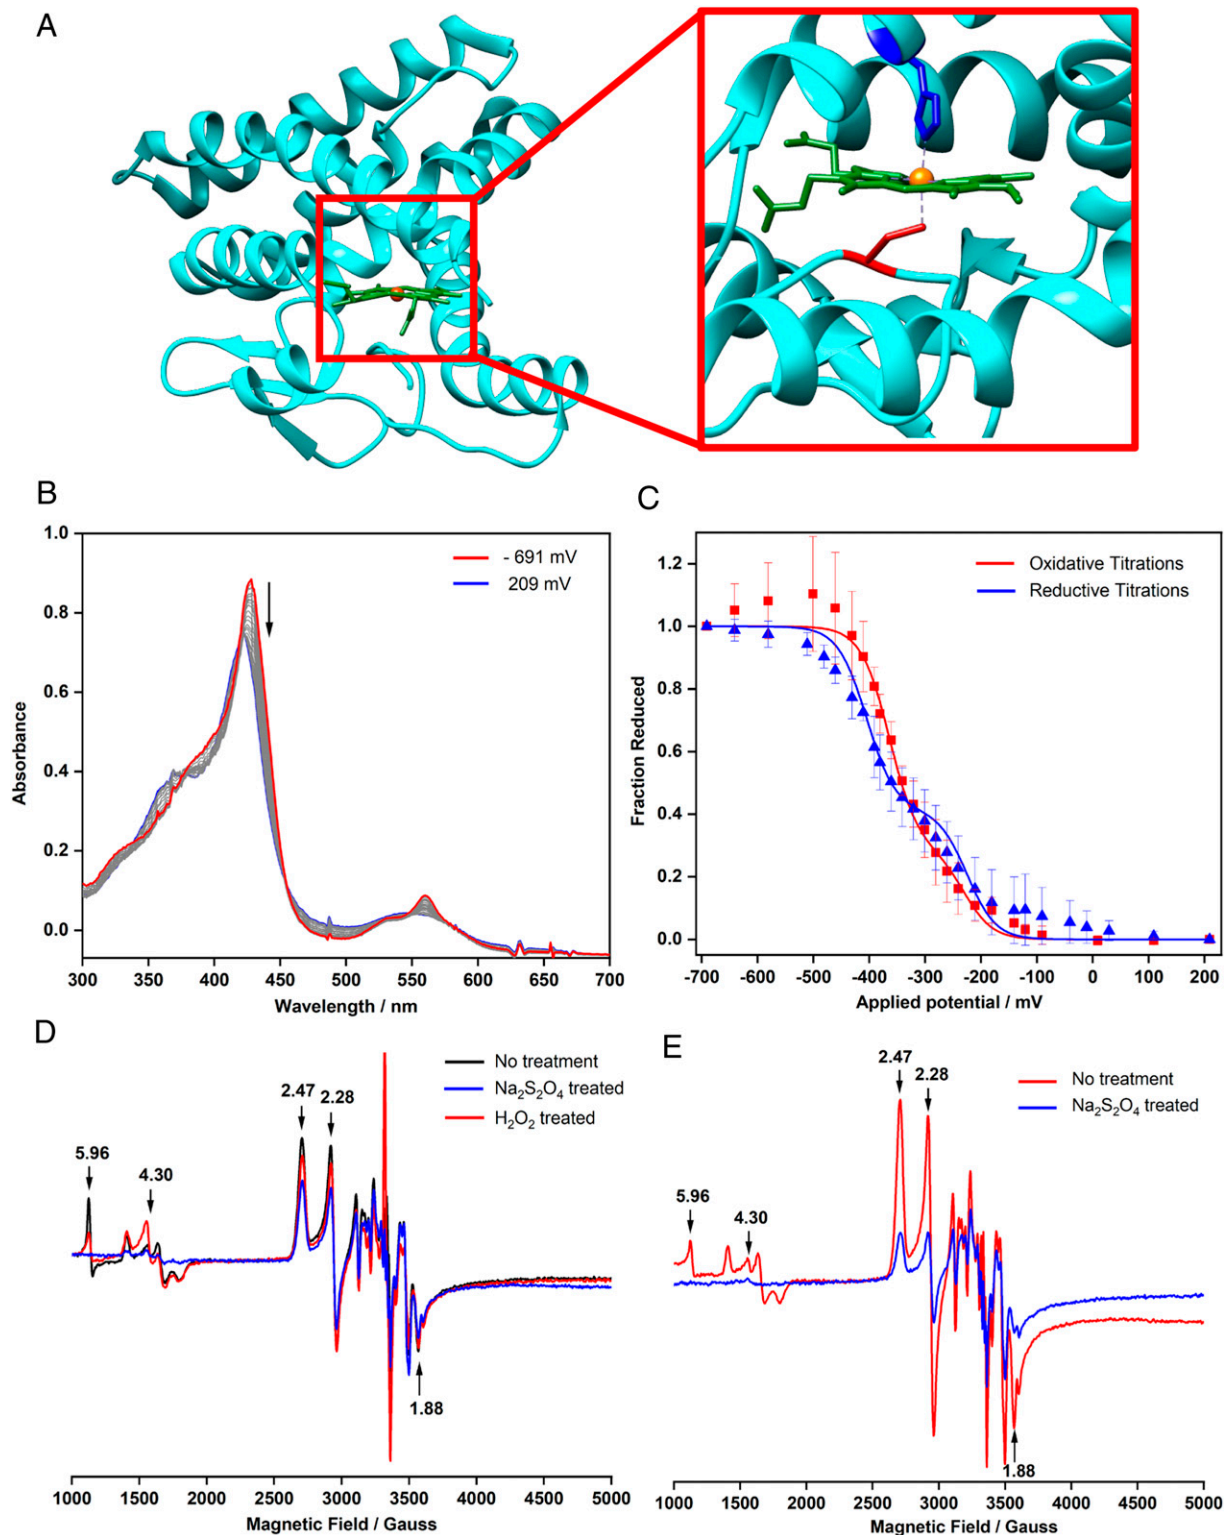 A
B
1.0
0.8
0.6
0.4
0.2
0.0
Absorbance
- 691 mV
209 mV
300 350 400 450 500 550 600 650 700
Wavelength / nm
C
1.2
1.0
0.8
0.6
0.4
0.2
0.0
Fraction Reduced
Oxidative Titrations
Reductive Titrations
-700 -600 -500 -400 -300 -200 -100 0 100 200
Applied potential / mV
D
No treatment
Na₂S₂O₄ treated
H₂O₂ treated
2.47
2.28
5.96
4.30
1.88
1000 1500 2000 2500 3000 3500 4000 4500 5000
Magnetic Field / Gauss
E
2.47
2.28
No treatment
Na₂S₂O₄ treated
5.96
4.30
1.88
1000 2000 3000 4000 5000
Magnetic Field / Gauss